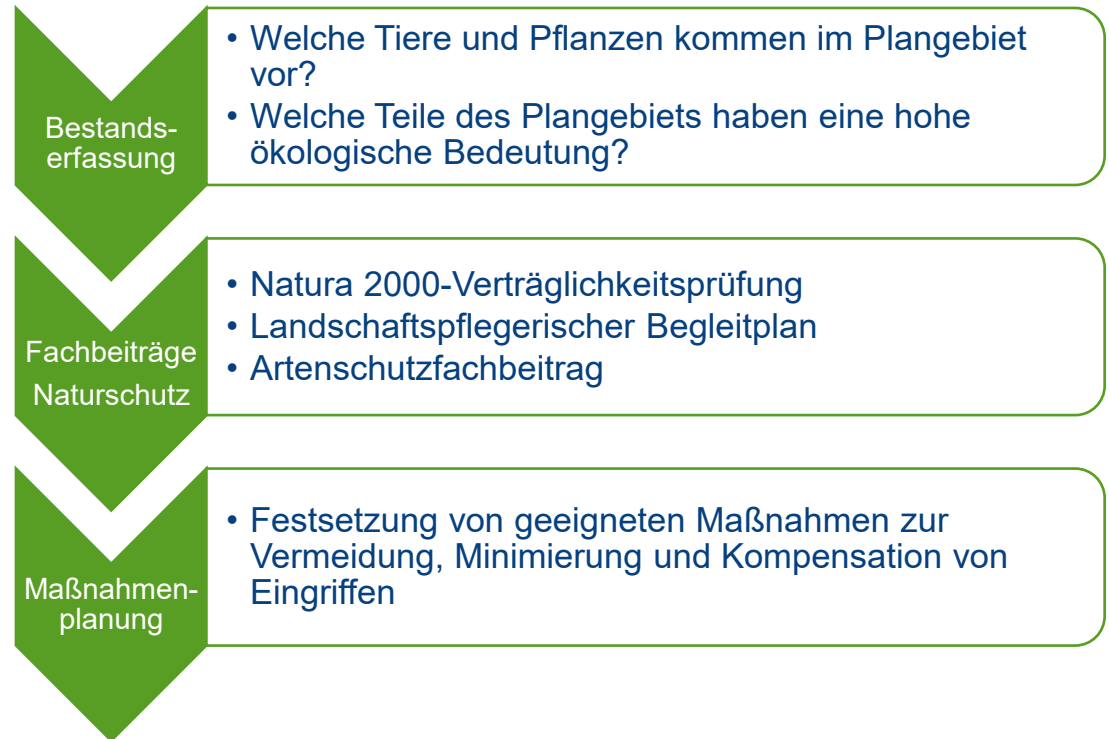 Bestands-
erfassung
• Welche Tiere und Pflanzen kommen im Plangebiet
vor?
• Welche Teile des Plangebiets haben eine hohe
ökologische Bedeutung?
Fachbeiträge
Naturschutz
• Natura 2000-Verträglichkeitsprüfung
• Landschaftspflegerischer Begleitplan
• Artenschutzfachbeitrag
Maßnahmen-
planung
• Festsetzung von geeigneten Maßnahmen zur
Vermeidung, Minimierung und Kompensation von
Eingriffen